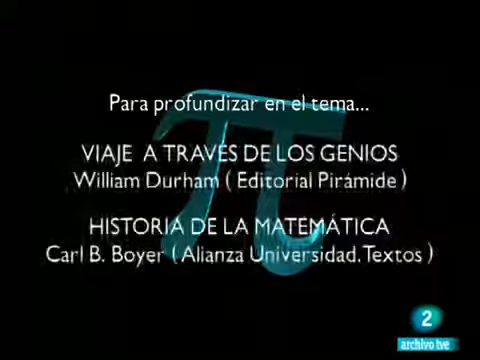 Para profundizar en el tema...
VIAJE A TRAVÉS DE LOS GENIOS
William Durham ( Editorial Pirámide )
HISTORIA DE LA MATEMÁTICA
Carl B. Boyer ( Alianza Universidad. Textos )
2
archivo tve